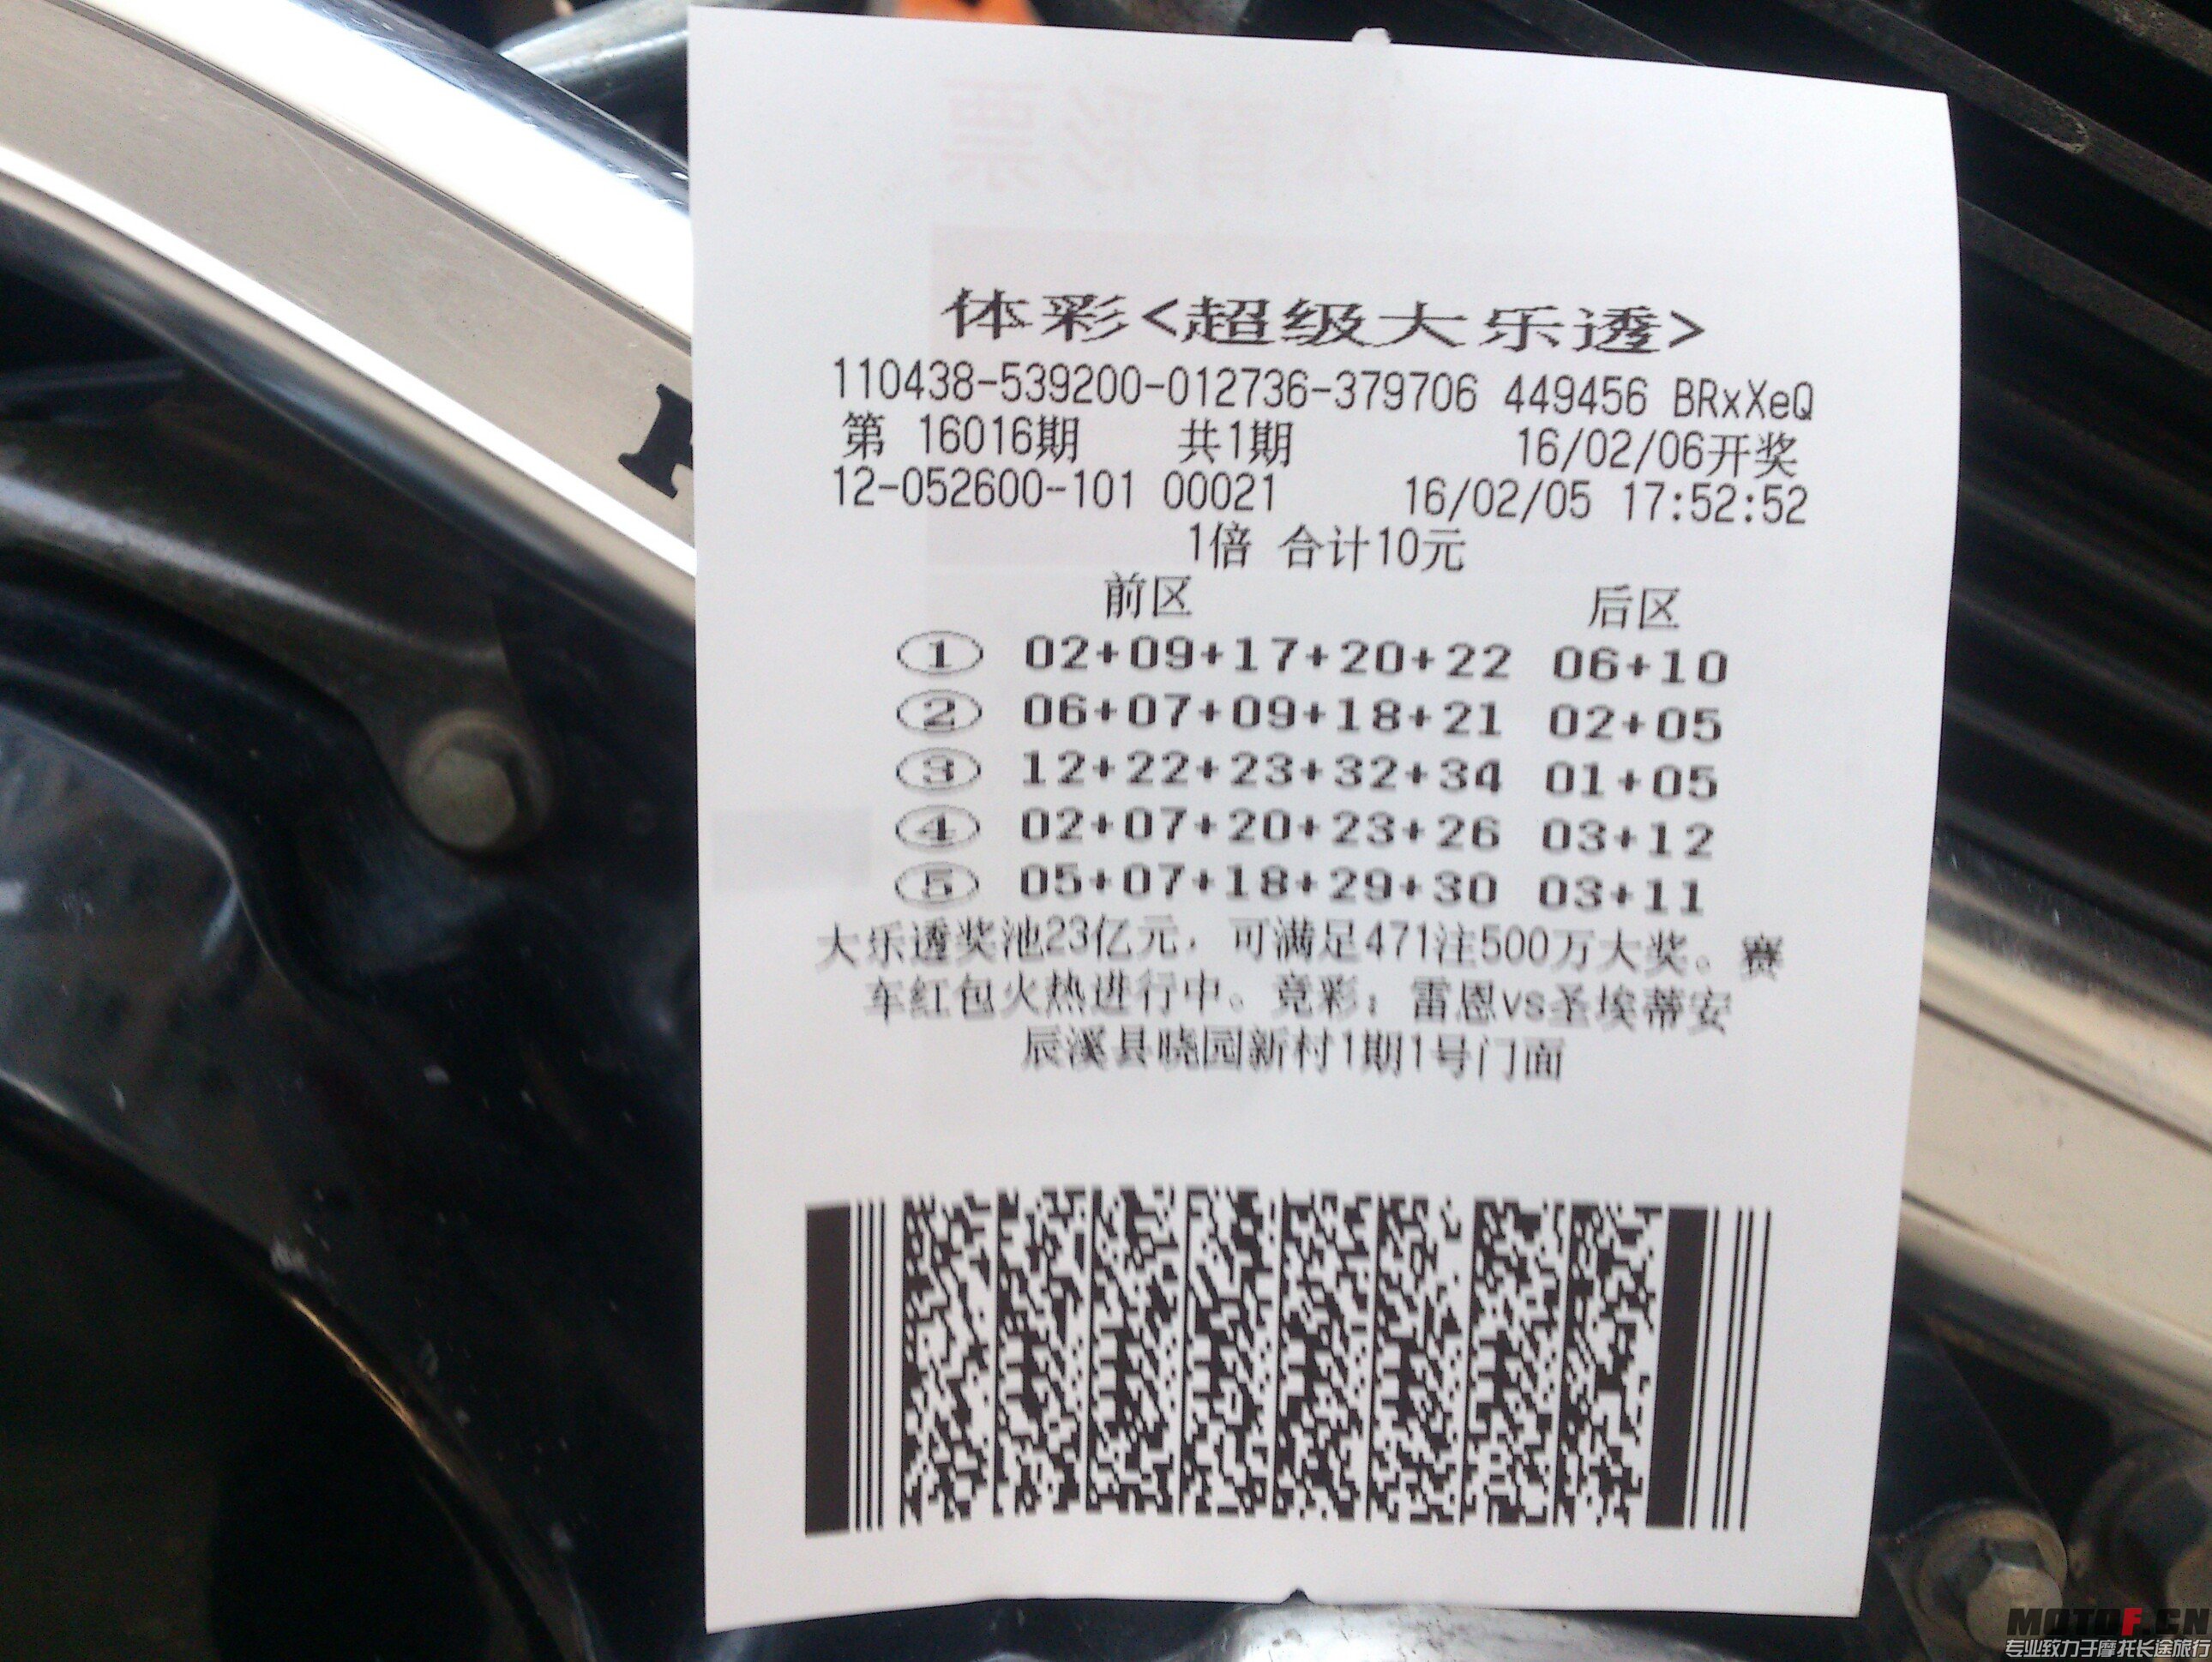 体彩<超级大乐透>
110438-539200-012736-379706 449456 BRxXeQ
第 16016期 共1期 16/02/06开奖
12-052600-101 00021 16/02/05 17:52:52
1倍 合计10元
前区 后区
① 02+09+17+20+22 06+10
② 06+07+09+18+21 02+05
③ 12+22+23+32+34 01+05
④ 02+07+20+23+26 03+12
⑤ 05+07+18+29+30 03+11
大乐透奖池23亿元，可满足471注500万大奖。赛
车红包火热进行中。竞彩：雷恩vs圣埃蒂安
辰溪县晓园新村1期1号门面
MOTOF.CN
专业致力于摩托长途旅行